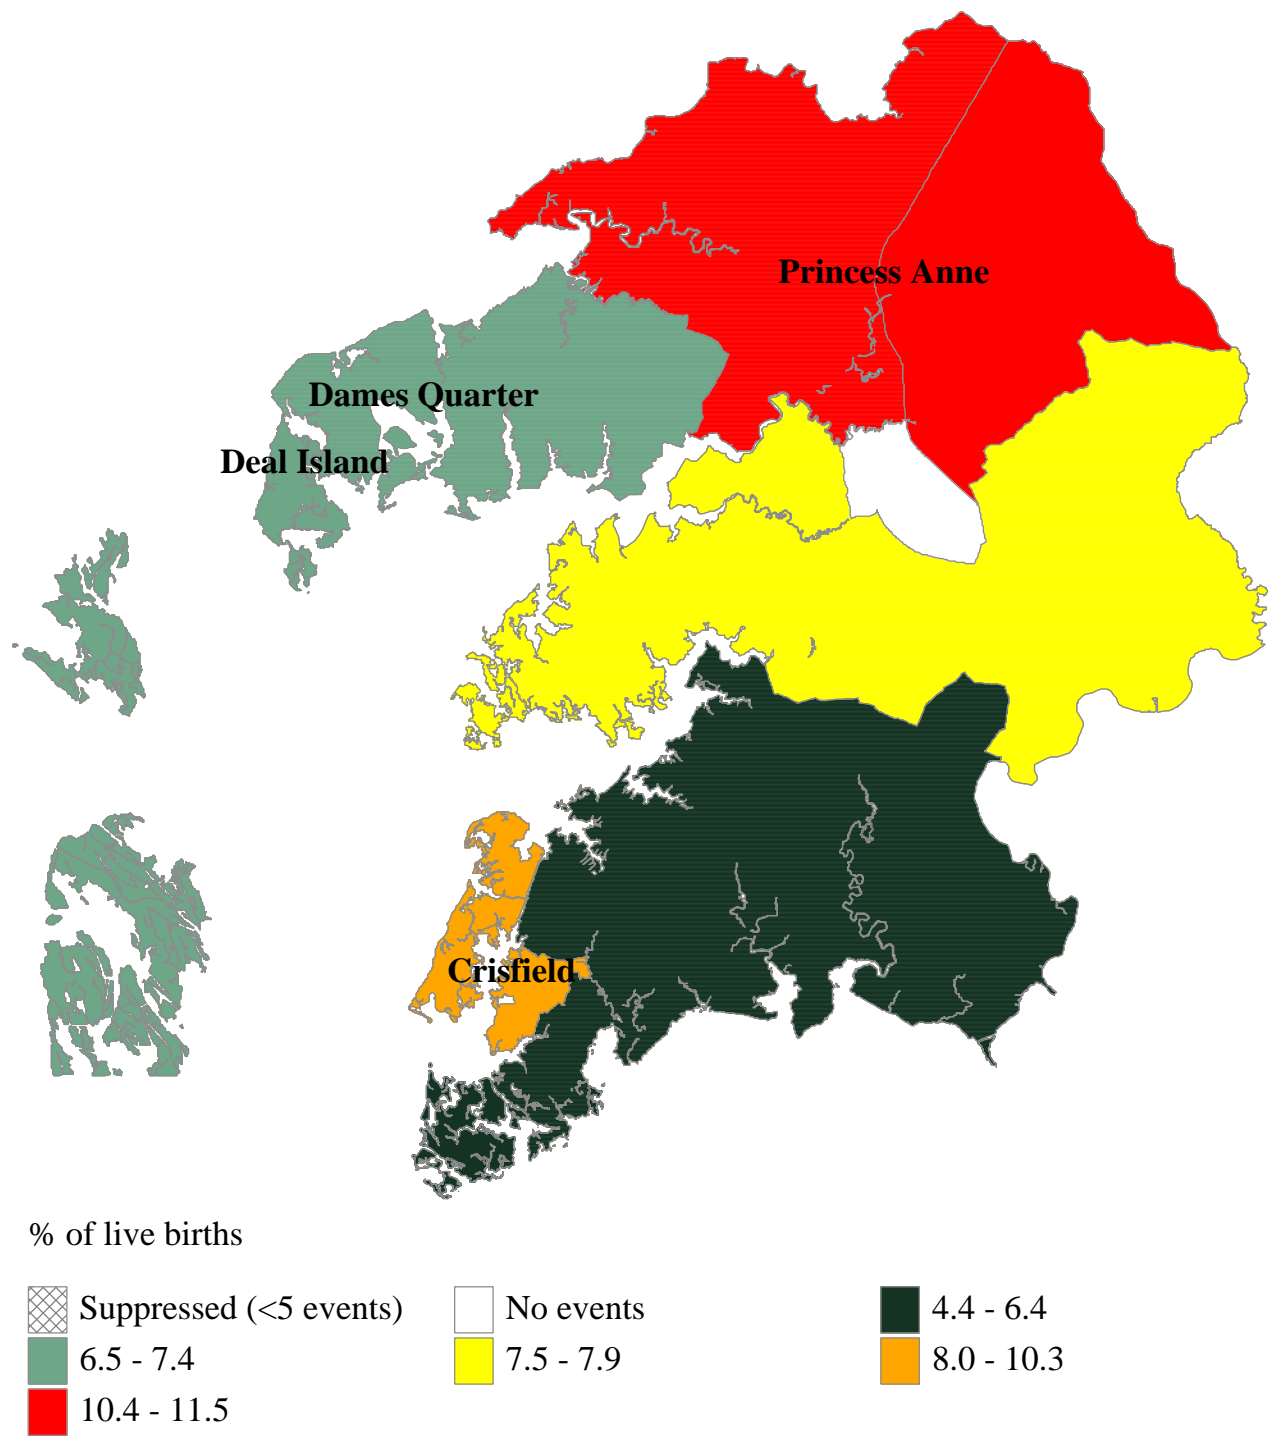 Princess Anne
Dames Quarter
Deal Island
Crisfield
% of live births
Suppressed (<5 events)
No events
4.4 - 6.4
6.5 - 7.4
7.5 - 7.9
8.0 - 10.3
10.4 - 11.5